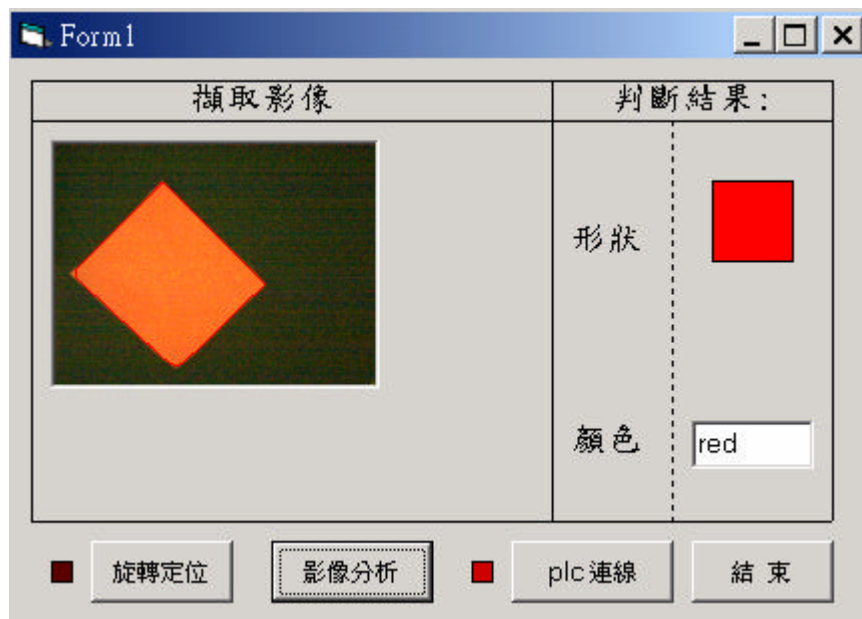 Form1
擷取影像
判斷結果:
形狀
顏色
red
旋轉定位
影像分析
plc連線
結 束